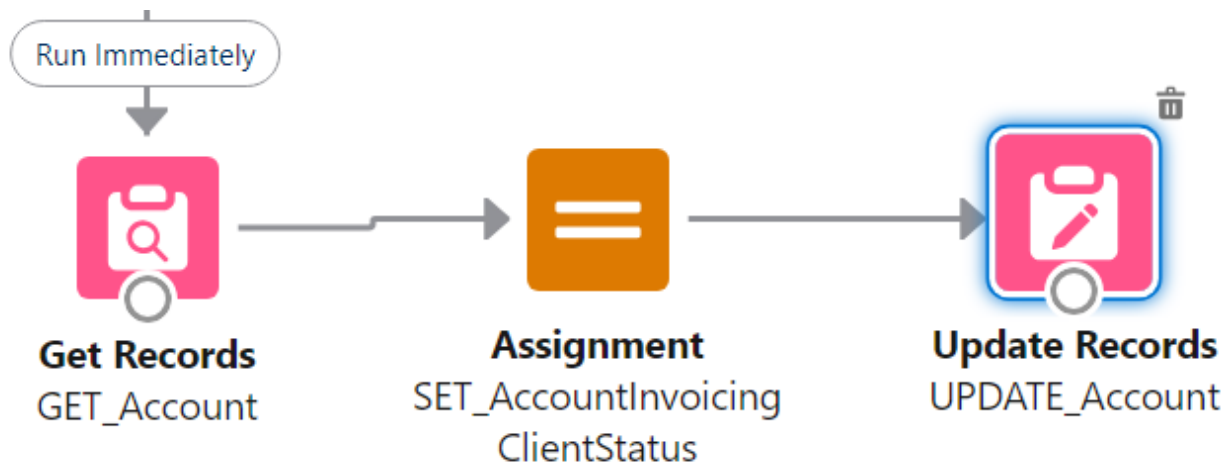 Run Immediately
Get Records
GET_Account
Assignment
SET_AccountInvoicing
ClientStatus
Update Records
UPDATE_Account